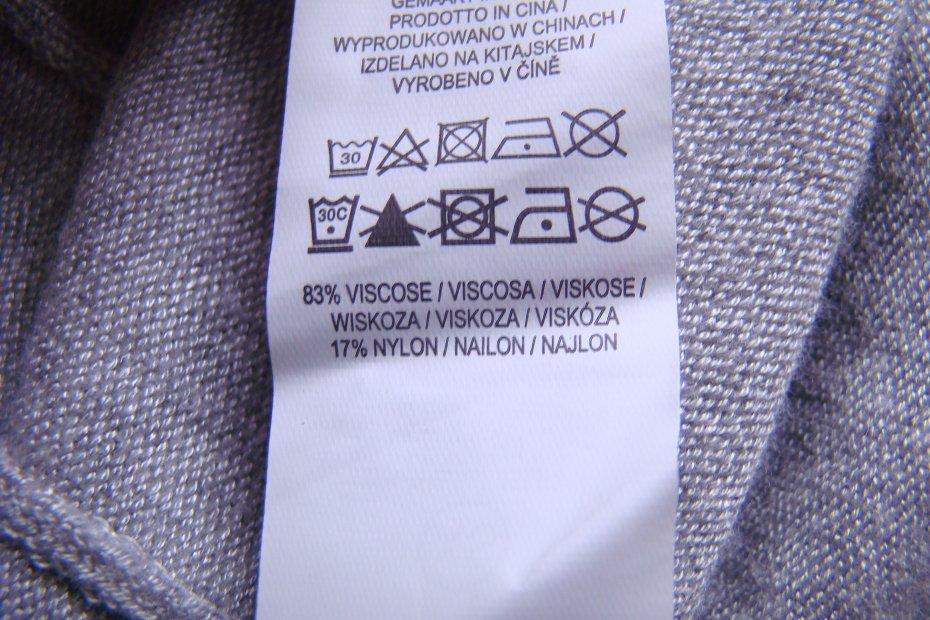 PRODOTTO IN CINA /
WYPRODUKOWANO W CHINACH /
IZDELANO NA KITAJSKEM /
VYROBENO V ČÍNĚ
30
30C
83% VISCOSE / VISCOSA / VISKOSE /
WISKOZA / VISKOZA / VISKÓZA
17% NYLON / NAILON / NAJLON